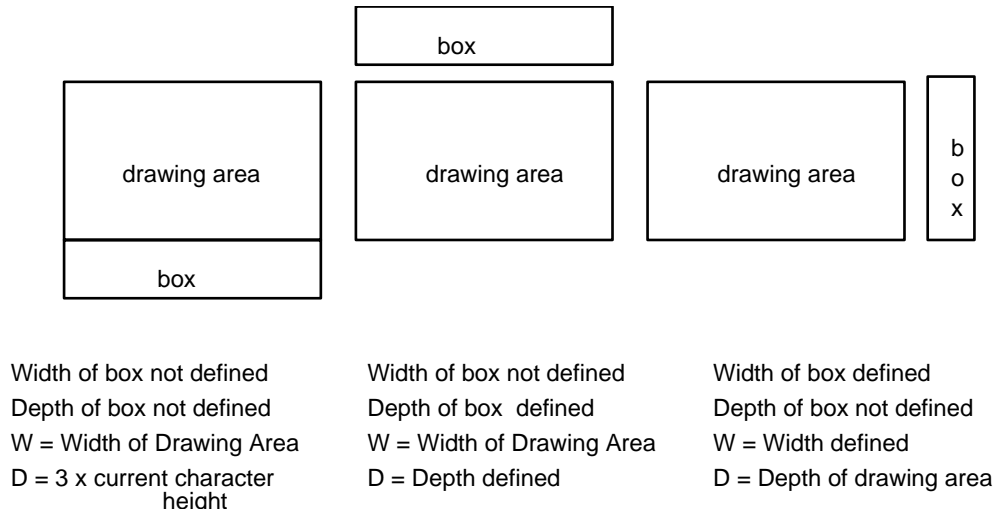 box
drawing area
drawing area
drawing area
b
o
x
box
Width of box not defined
Depth of box not defined
W = Width of Drawing Area
D = 3 x current character
height
Width of box not defined
Depth of box  defined
W = Width of Drawing Area
D = Depth defined
Width of box defined
Depth of box not defined
W = Width defined
D = Depth of drawing area